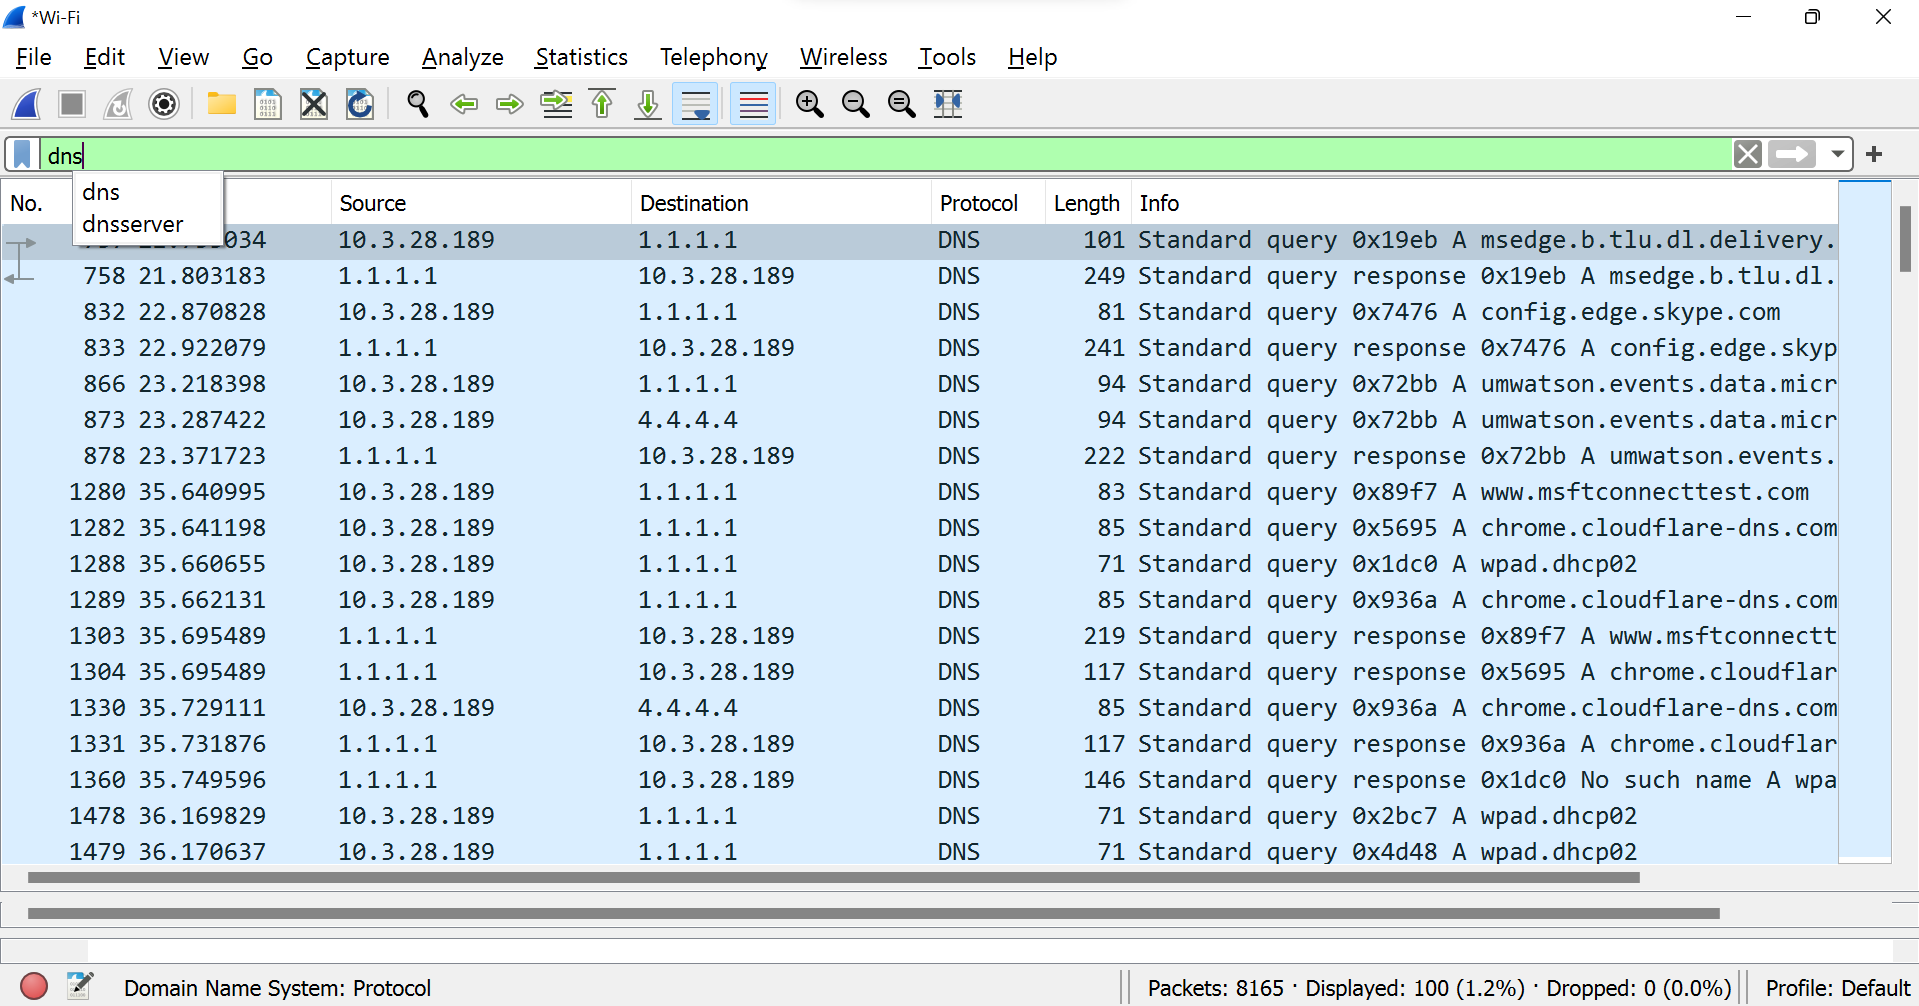 *Wi-Fi
File Edit View Go Capture Analyze Statistics Telephony Wireless Tools Help
dns
dns
dnsserver
No. Source Destination Protocol Length Info
034 10.3.28.189 1.1.1.1 DNS 101 Standard query 0x19eb A msedge.b.tlu.dl.delivery.
758 21.803183 1.1.1.1 10.3.28.189 DNS 249 Standard query response 0x19eb A msedge.b.tlu.dl.
832 22.870828 10.3.28.189 1.1.1.1 DNS 81 Standard query 0x7476 A config.edge.skype.com
833 22.922079 1.1.1.1 10.3.28.189 DNS 241 Standard query response 0x7476 A config.edge.skyp
866 23.218398 10.3.28.189 1.1.1.1 DNS 94 Standard query 0x72bb A umwatson.events.data.micr
873 23.287422 10.3.28.189 4.4.4.4 DNS 94 Standard query 0x72bb A umwatson.events.data.micr
878 23.371723 1.1.1.1 10.3.28.189 DNS 222 Standard query response 0x72bb A umwatson.events.
1280 35.640995 10.3.28.189 1.1.1.1 DNS 83 Standard query 0x89f7 A www.msftconnecttest.com
1282 35.641198 10.3.28.189 1.1.1.1 DNS 85 Standard query 0x5695 A chrome.cloudflare-dns.com
1288 35.660655 10.3.28.189 1.1.1.1 DNS 71 Standard query 0x1dc0 A wpad.dhcp02
1289 35.662131 10.3.28.189 1.1.1.1 DNS 85 Standard query 0x936a A chrome.cloudflare-dns.com
1303 35.695489 1.1.1.1 10.3.28.189 DNS 219 Standard query response 0x89f7 A www.msftconnectt
1304 35.695489 1.1.1.1 10.3.28.189 DNS 117 Standard query response 0x5695 A chrome.cloudflar
1330 35.729111 10.3.28.189 4.4.4.4 DNS 85 Standard query 0x936a A chrome.cloudflare-dns.com
1331 35.731876 1.1.1.1 10.3.28.189 DNS 117 Standard query response 0x936a A chrome.cloudflar
1360 35.749596 1.1.1.1 10.3.28.189 DNS 146 Standard query response 0x1dc0 No such name A wpa
1478 36.169829 10.3.28.189 1.1.1.1 DNS 71 Standard query 0x2bc7 A wpad.dhcp02
1479 36.170637 10.3.28.189 1.1.1.1 DNS 71 Standard query 0x4d48 A wpad.dhcp02
Domain Name System: Protocol Packets: 8165 · Displayed: 100 (1.2%) · Dropped: 0 (0.0%) Profile: Default